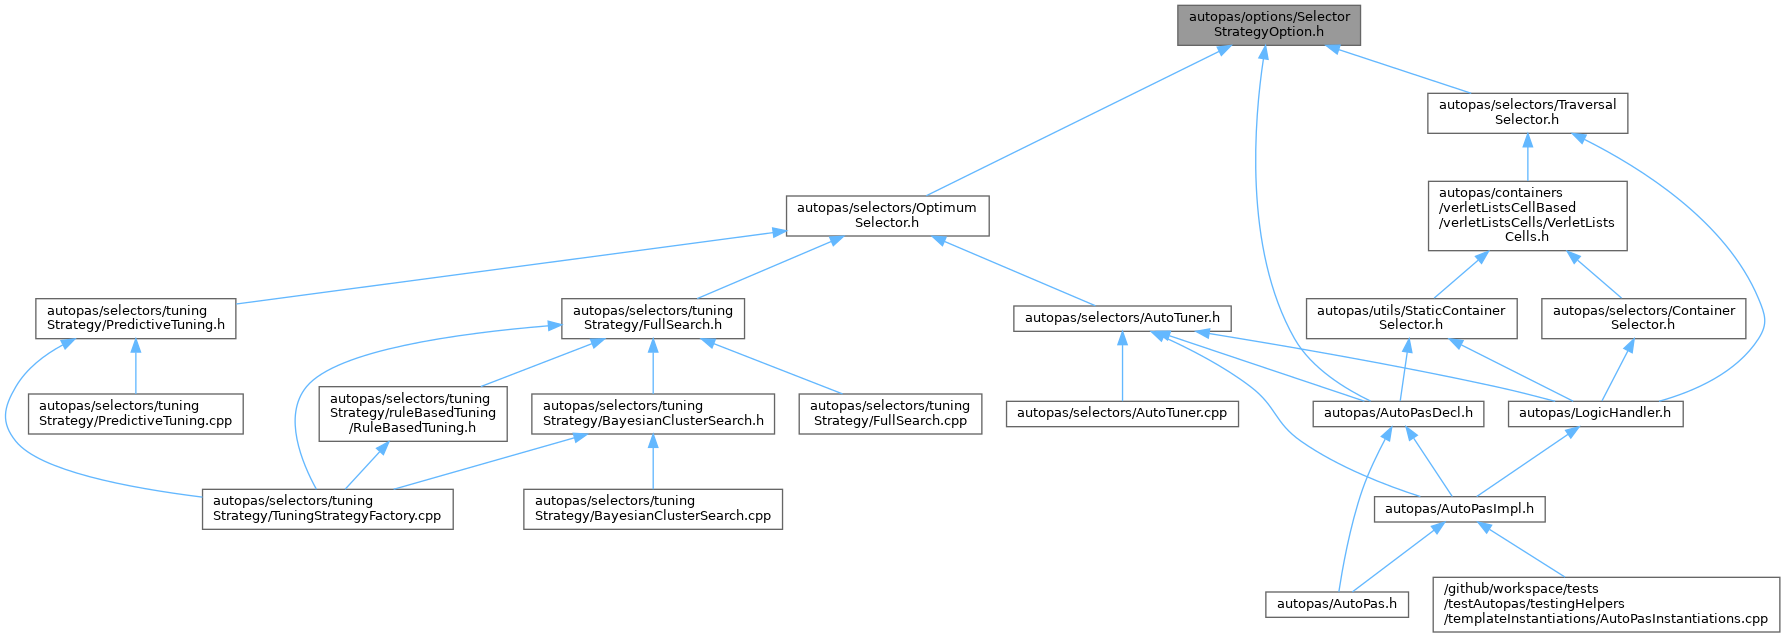 autopas/options/Selector
StrategyOption.h
autopas/selectors/Traversal
Selector.h
autopas/containers
/verletListsCellBased
/verletListsCells/VerletLists
Cells.h
autopas/selectors/Optimum
Selector.h
autopas/selectors/tuning
Strategy/PredictiveTuning.h
autopas/selectors/tuning
Strategy/FullSearch.h
autopas/selectors/AutoTuner.h
autopas/utils/StaticContainer
Selector.h
autopas/selectors/Container
Selector.h
autopas/selectors/tuning
Strategy/PredictiveTuning.cpp
autopas/selectors/tuning
Strategy/ruleBasedTuning
/RuleBasedTuning.h
autopas/selectors/tuning
Strategy/BayesianClusterSearch.h
autopas/selectors/tuning
Strategy/FullSearch.cpp
autopas/selectors/AutoTuner.cpp
autopas/AutoPasDecl.h
autopas/LogicHandler.h
autopas/selectors/tuning
Strategy/TuningStrategyFactory.cpp
autopas/selectors/tuning
Strategy/BayesianClusterSearch.cpp
autopas/AutoPasImpl.h
autopas/AutoPas.h
/github/workspace/tests
/testAutopas/testingHelpers
/templateInstantiations/AutoPasInstantiations.cpp